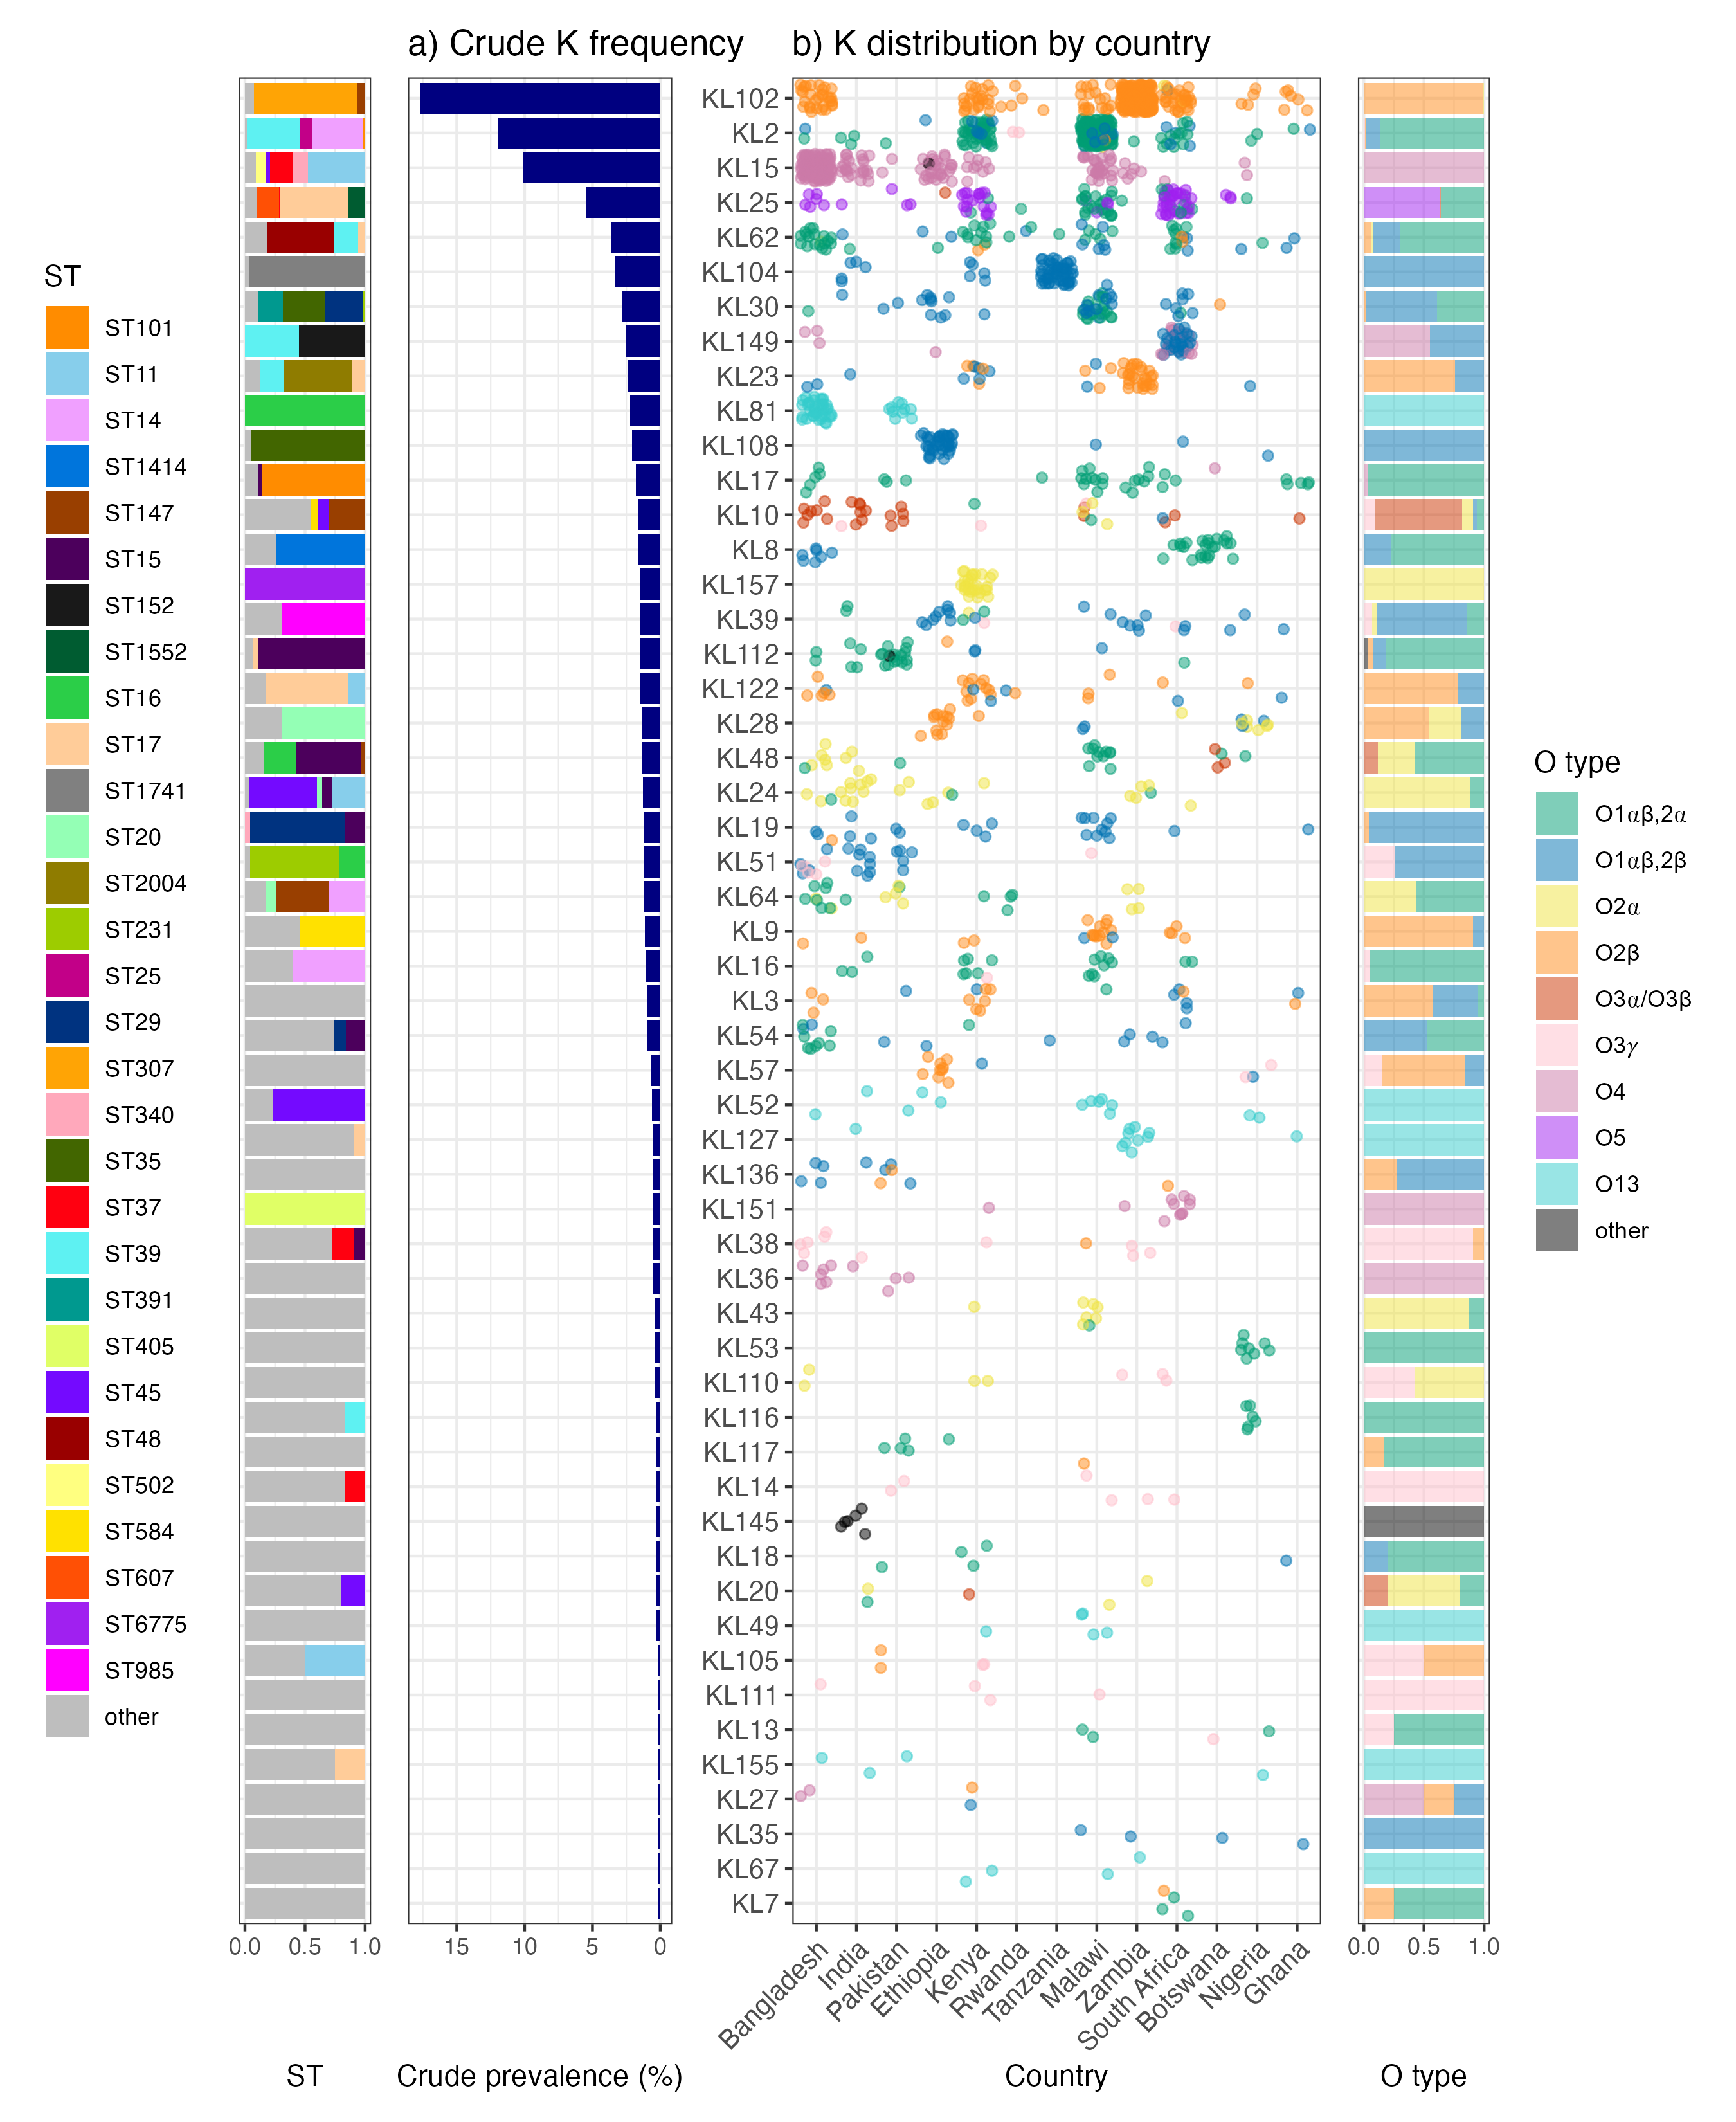 a) Crude K frequency
b) K distribution by country
ST
ST101
ST11
ST14
ST1414
ST147
ST15
ST152
ST1552
ST16
ST17
ST1741
ST20
ST2004
ST231
ST25
ST29
ST307
ST340
ST35
ST37
ST39
ST391
ST405
ST45
ST48
ST502
ST584
ST607
ST6775
ST985
other
KL102
KL2
KL15
KL25
KL62
KL104
KL30
KL149
KL23
KL81
KL108
KL17
KL10
KL8
KL157
KL39
KL112
KL122
KL28
KL48
KL24
KL19
KL51
KL64
KL9
KL16
KL3
KL54
KL57
KL52
KL127
KL136
KL151
KL38
KL36
KL43
KL53
KL110
KL116
KL117
KL14
KL145
KL18
KL20
KL49
KL105
KL111
KL13
KL155
KL27
KL35
KL67
KL7
O type
O1αβ,2α
O1αβ,2β
O2α
O2β
O3α/O3β
O3γ
O4
O5
O13
other
0.0 0.5 1.0
15 10 5 0
Bangladesh
India
Pakistan
Ethiopia
Kenya
Rwanda
Tanzania
Malawi
Zambia
South Africa
Botswana
Nigeria
Ghana
0.0 0.5 1.0
ST
Crude prevalence (%)
Country
O type